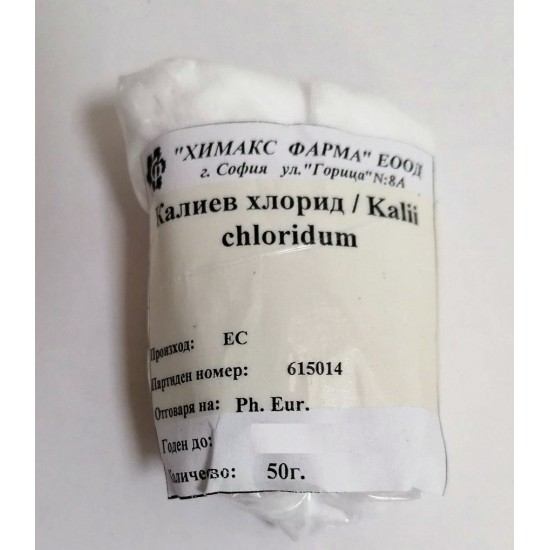 "ХИМАКС ФАРМА" ЕООД
г. София ул."Горица"N:8А
Калиев хлорид / Kalii
chloridum
Произход: ЕС
Партиден номер: 615014
Отговаря на: Ph. Eur.
Годен до:
Количество: 50г.